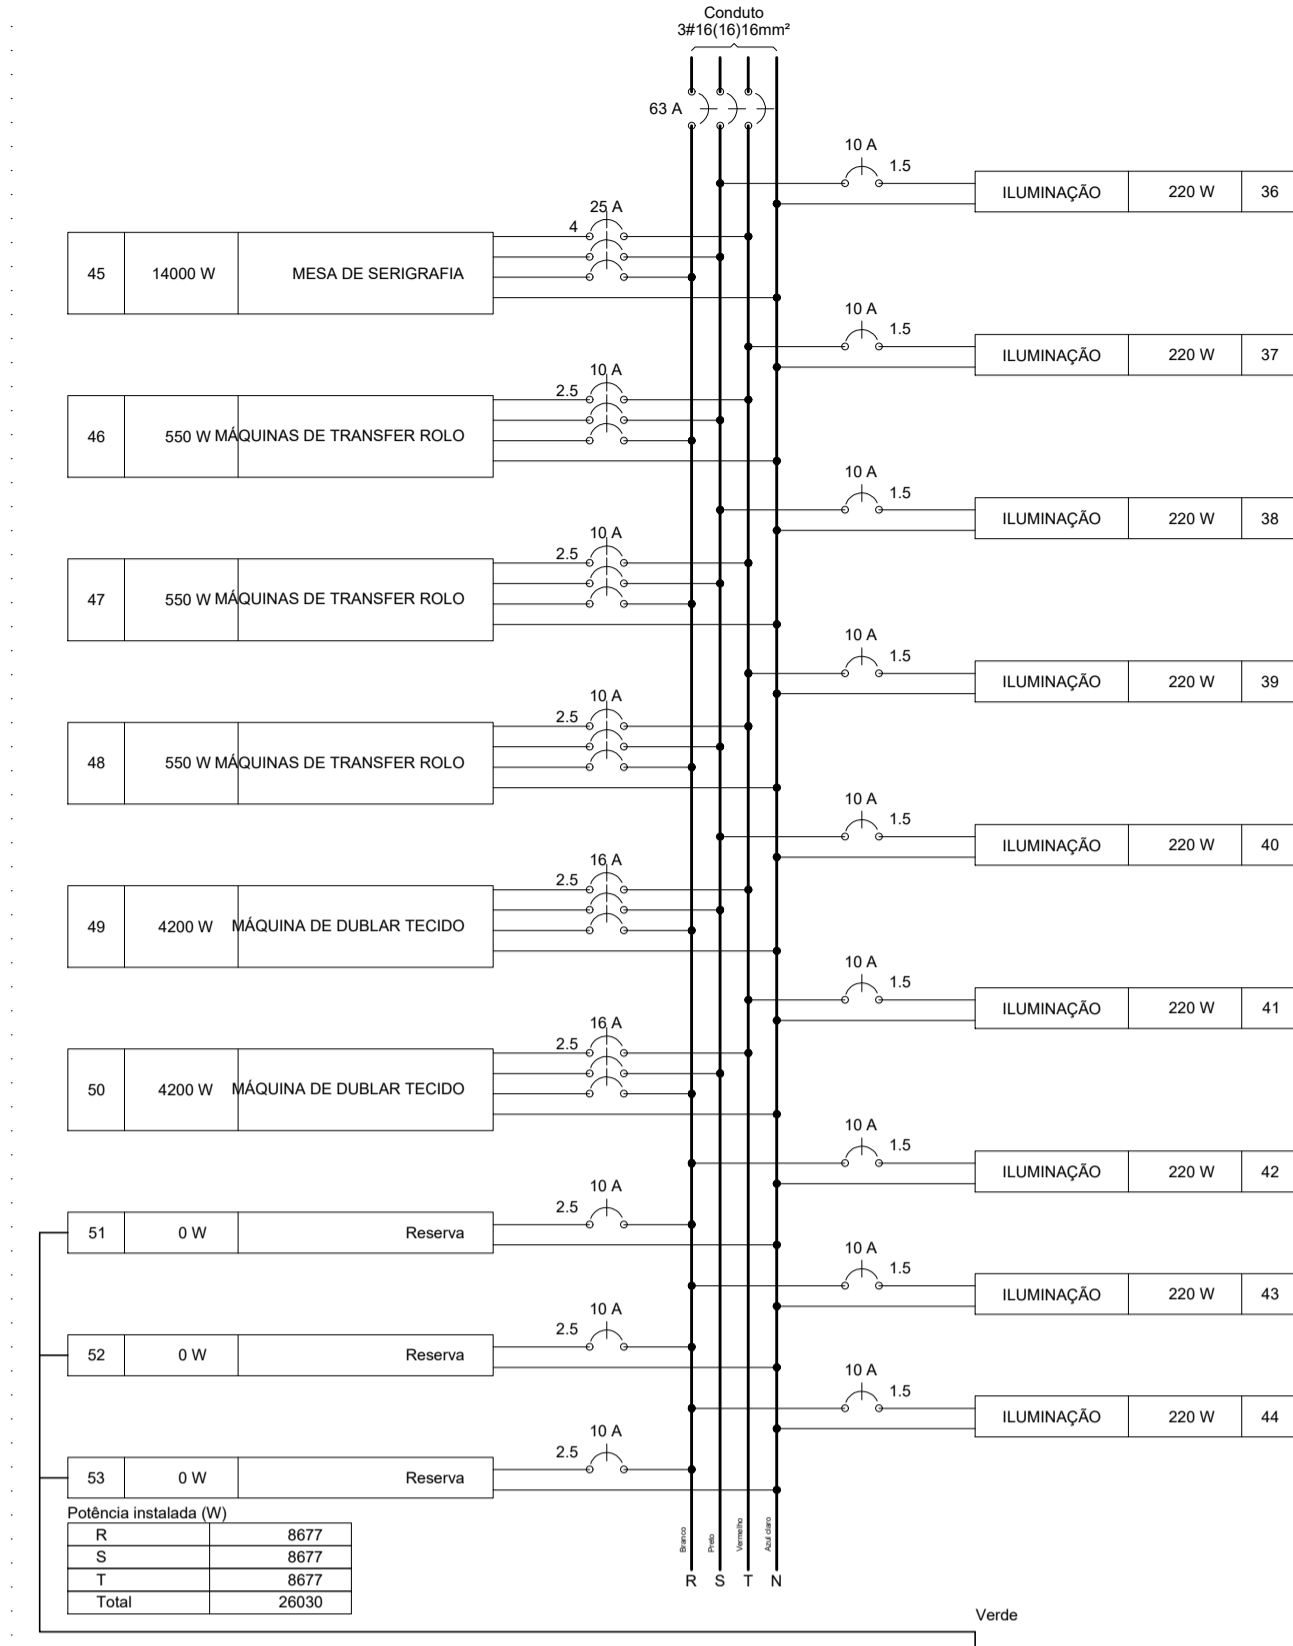 Conduto
3#16(16)16mm²
63 A
10 A
1.5
ILUMINAÇÃO 220 W 36
25 A
4
45 14000 W MESA DE SERIGRAFIA
10 A
1.5
ILUMINAÇÃO 220 W 37
10 A
2.5
46 550 W MÁQUINAS DE TRANSFER ROLO
10 A
1.5
ILUMINAÇÃO 220 W 38
10 A
2.5
47 550 W MÁQUINAS DE TRANSFER ROLO
10 A
1.5
ILUMINAÇÃO 220 W 39
10 A
2.5
48 550 W MÁQUINAS DE TRANSFER ROLO
10 A
1.5
ILUMINAÇÃO 220 W 40
16 A
2.5
49 4200 W MÁQUINA DE DUBLAR TECIDO
10 A
1.5
ILUMINAÇÃO 220 W 41
16 A
2.5
50 4200 W MÁQUINA DE DUBLAR TECIDO
10 A
1.5
ILUMINAÇÃO 220 W 42
10 A
2.5
51 0 W Reserva
10 A
1.5
ILUMINAÇÃO 220 W 43
10 A
2.5
52 0 W Reserva
10 A
1.5
ILUMINAÇÃO 220 W 44
10 A
2.5
53 0 W Reserva
Potência instalada (W)
R 8677
S 8677
T 8677
Total 26030
Branco
Preto
Vermelho
Azul claro
R S T N
Verde